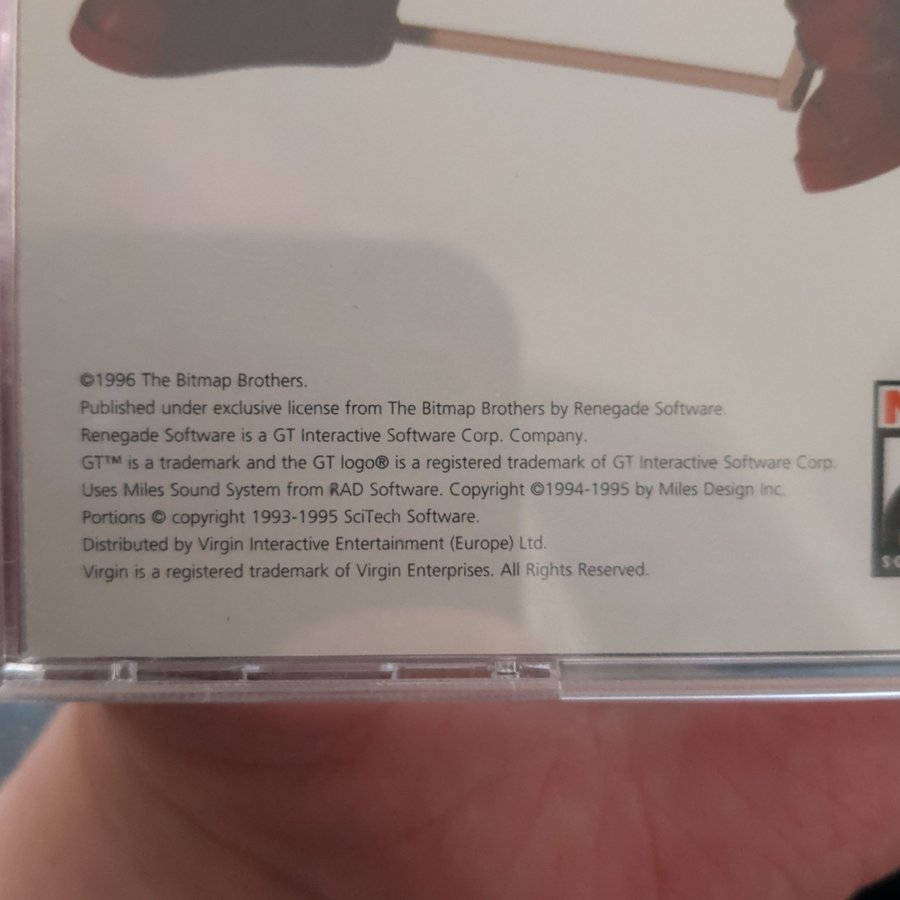 ©1996 The Bitmap Brothers.
Published under exclusive license from The Bitmap Brothers by Renegade Software.
Renegade Software is a GT Interactive Software Corp. Company.
GT™ is a trademark and the GT logo® is a registered trademark of GT Interactive Software Corp.
Uses Miles Sound System from RAD Software. Copyright ©1994-1995 by Miles Design Inc.
Portions © copyright 1993-1995 SciTech Software.
Distributed by Virgin Interactive Entertainment (Europe) Ltd.
Virgin is a registered trademark of Virgin Enterprises. All Rights Reserved.